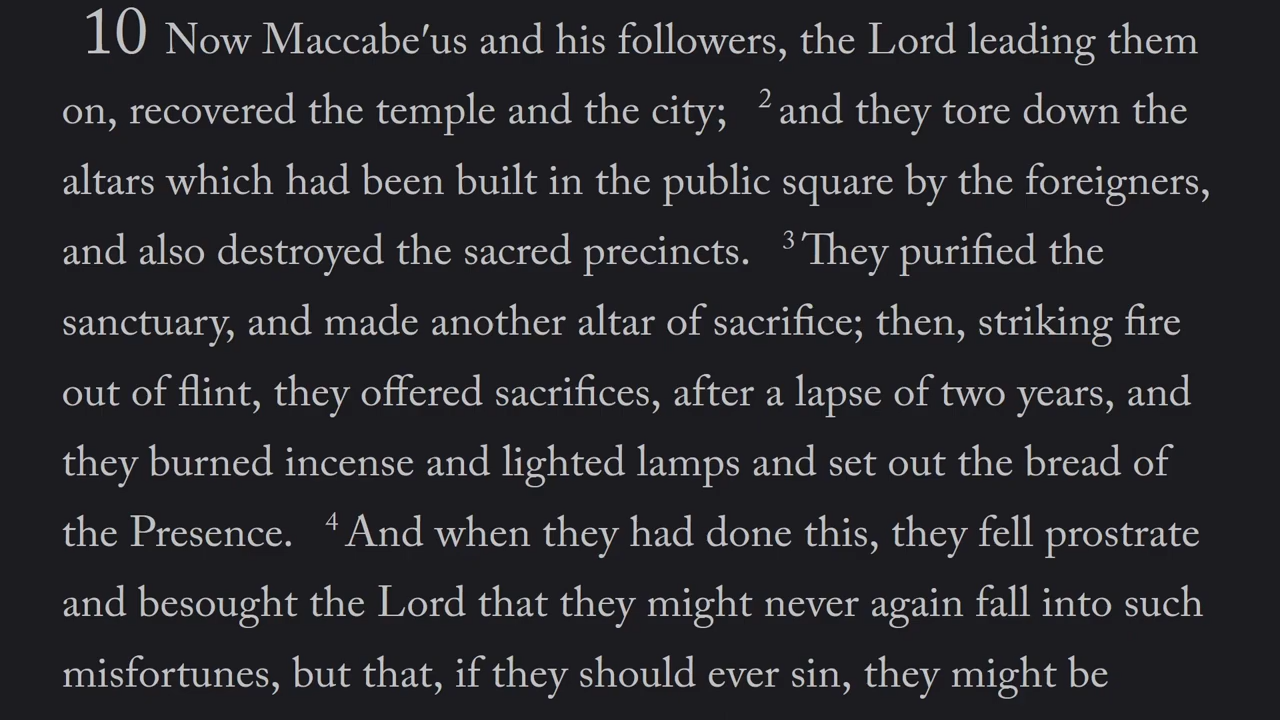 10 Now Maccabe′us and his followers, the Lord leading them
on, recovered the temple and the city; 2 and they tore down the
altars which had been built in the public square by the foreigners,
and also destroyed the sacred precincts. 3 They purified the
sanctuary, and made another altar of sacrifice; then, striking fire
out of flint, they offered sacrifices, after a lapse of two years, and
they burned incense and lighted lamps and set out the bread of
the Presence. 4 And when they had done this, they fell prostrate
and besought the Lord that they might never again fall into such
misfortunes, but that, if they should ever sin, they might be